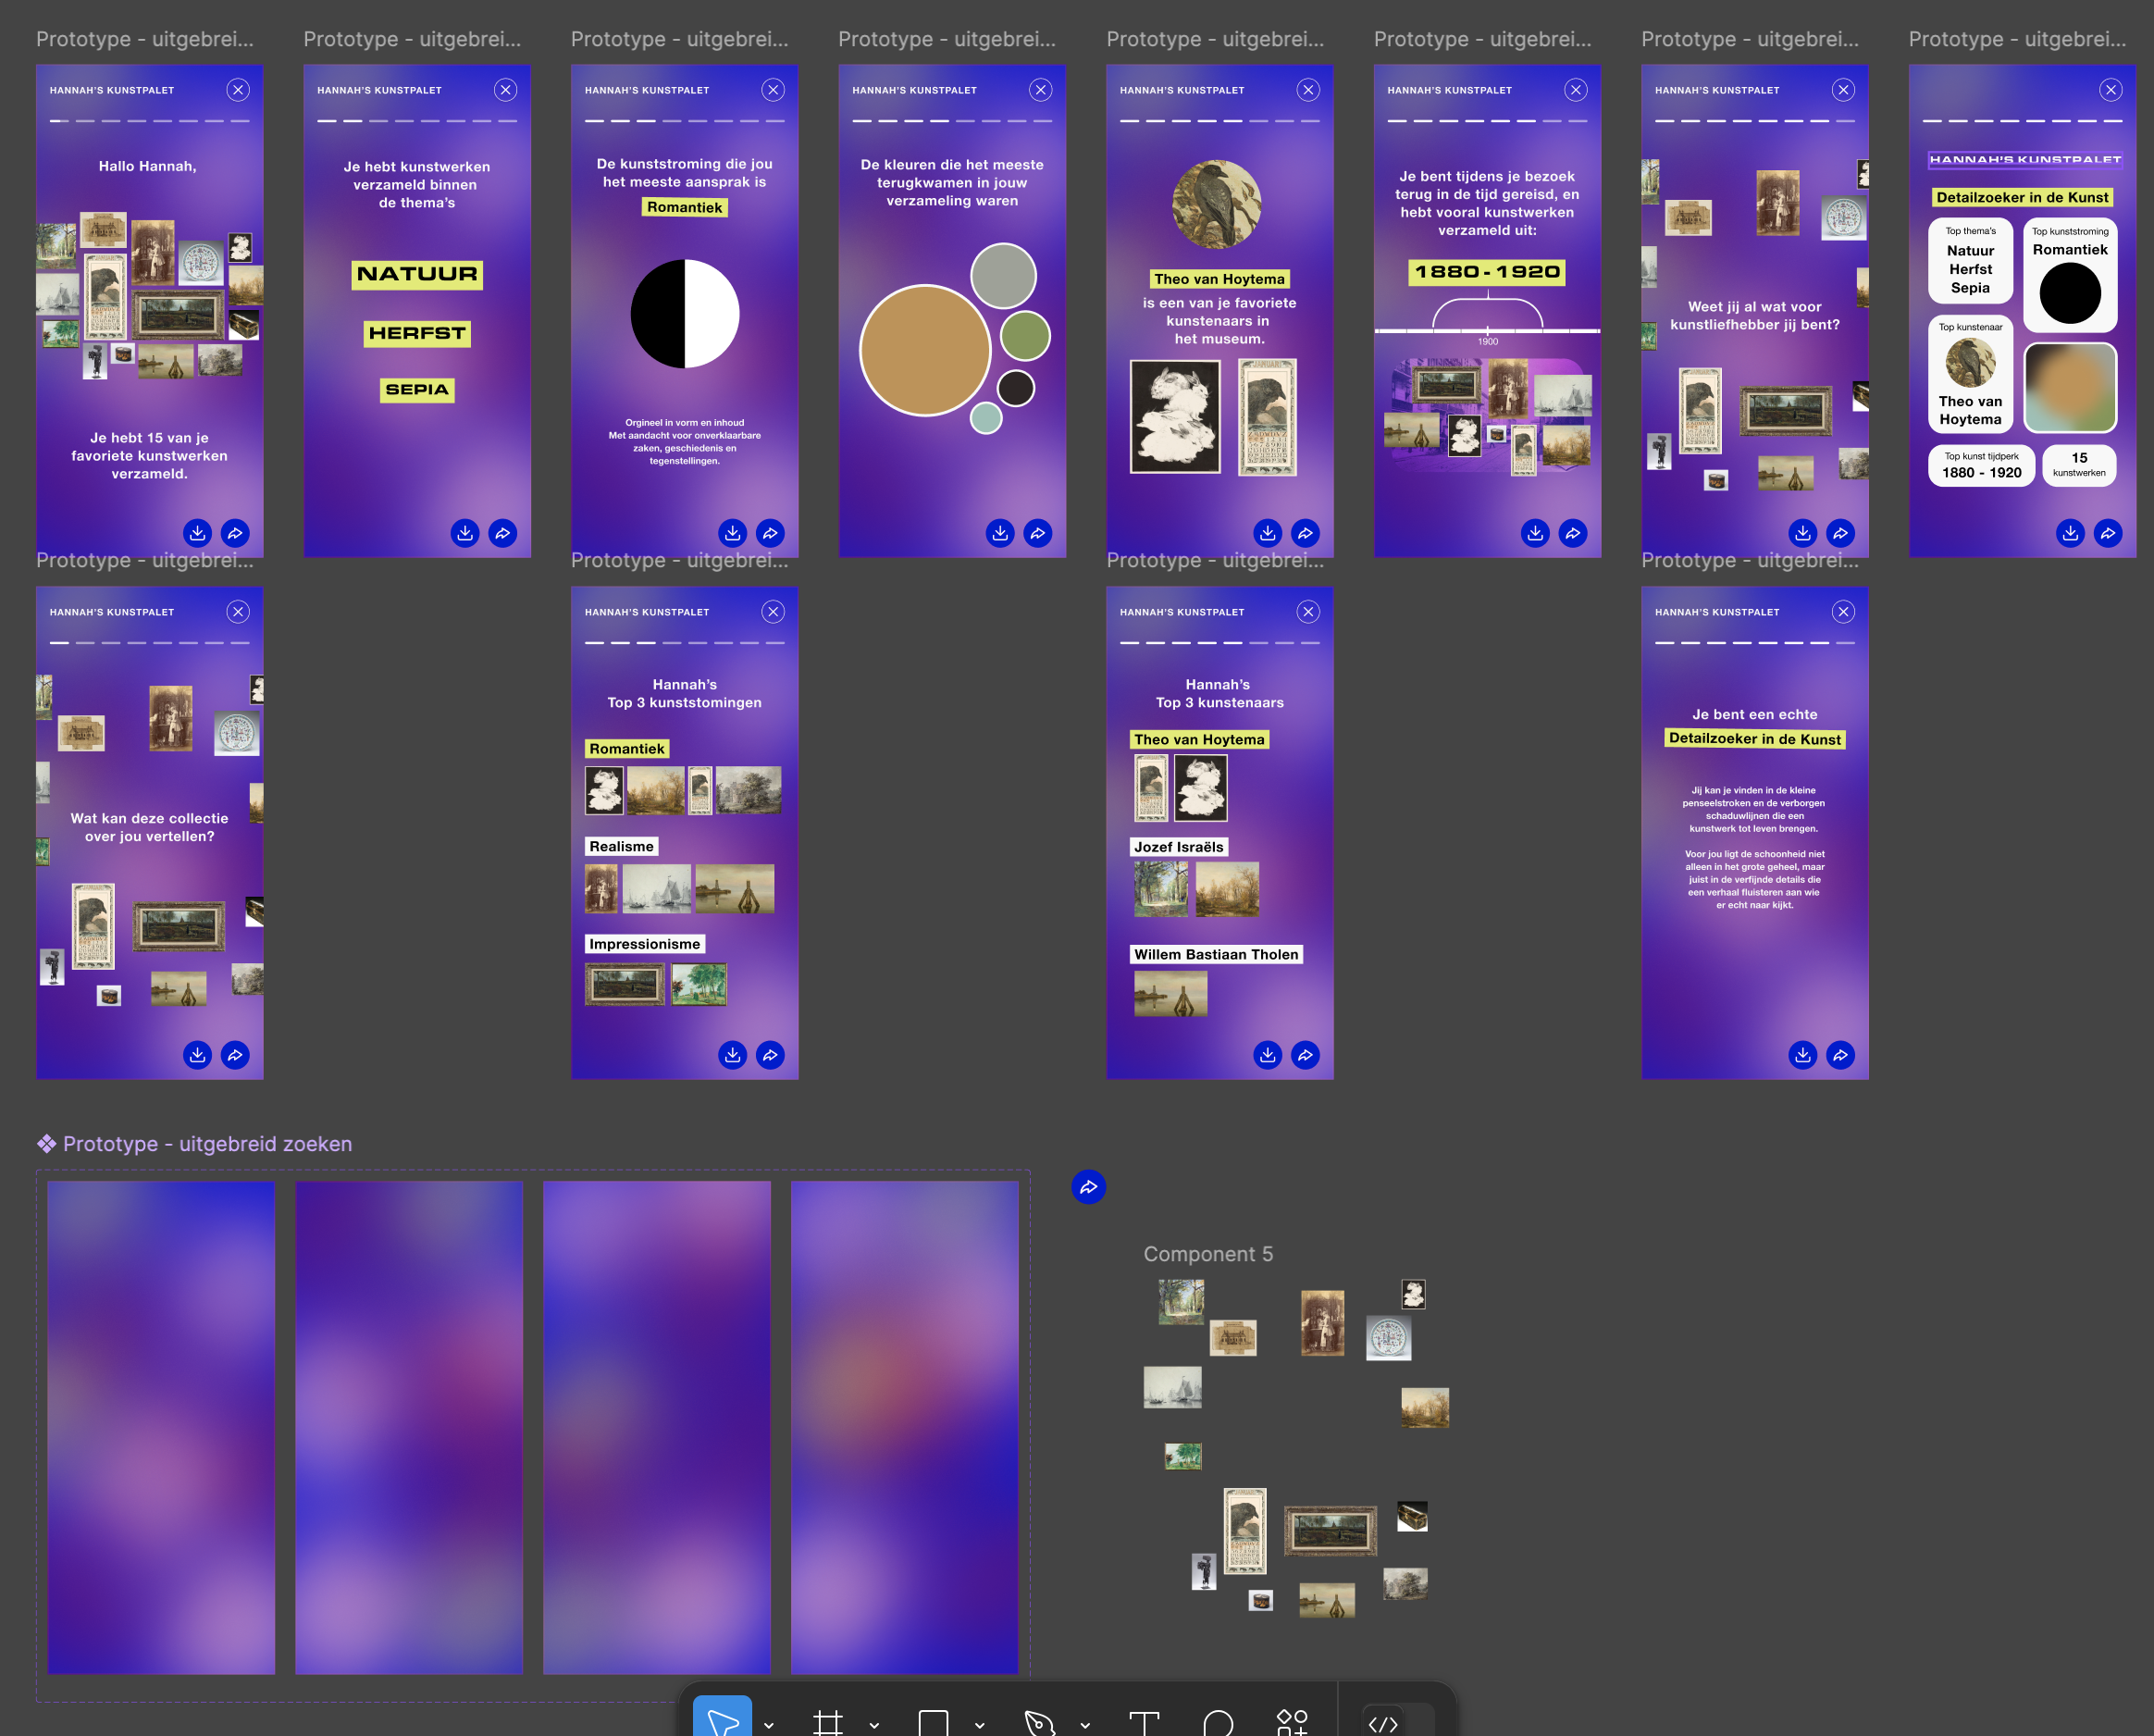 Prototype - uitgebrei...
Prototype - uitgebrei...
Prototype - uitgebrei...
Prototype - uitgebrei...
Prototype - uitgebrei...
Prototype - uitgebrei...
Prototype - uitgebrei...
Prototype - uitgebrei...
HANNAH'S KUNSTPALET
Hallo Hannah,
Je hebt 15 van je
favoriete kunstwerken
verzameld.
HANNAH'S KUNSTPALET
Je hebt kunstwerken
verzameld binnen
de thema's
NATUUR
HERFST
SEPIA
HANNAH'S KUNSTPALET
De kunststroming die jou
het meeste aansprak is
Romantiek
Orgineel in vorm en inhoud
Met aandacht voor onverklaarbare
zaken, geschiedenis en
tegenstellingen.
HANNAH'S KUNSTPALET
De kleuren die het meeste
terugkwamen in jouw
verzameling waren
HANNAH'S KUNSTPALET
Theo van Hoytema
is een van je favoriete
kunstenaars in
het museum.
HANNAH'S KUNSTPALET
Je bent tijdens je bezoek
terug in de tijd gereisd, en
hebt vooral kunstwerken
verzameld uit:
1880 - 1920
1900
HANNAH'S KUNSTPALET
Weet jij al wat voor
kunstliefhebber jij bent?
HANNAH'S KUNSTPALET
Detailzoeker in de Kunst
Top thema's
Natuur
Herfst
Sepia
Top kunststroming
Romantiek
Top kunstenaar
Theo van
Hoytema
Top kunst tijdperk
1880 - 1920
15
kunstwerken
Prototype - uitgebrei...
Prototype - uitgebrei...
Prototype - uitgebrei...
Prototype - uitgebrei...
HANNAH'S KUNSTPALET
Wat kan deze collectie
over jou vertellen?
HANNAH'S KUNSTPALET
Hannah's
Top 3 kunststomingen
Romantiek
Realisme
Impressionisme
HANNAH'S KUNSTPALET
Hannah's
Top 3 kunstenaars
Theo van Hoytema
Jozef Israëls
Willem Bastiaan Tholen
HANNAH'S KUNSTPALET
Je bent een echte
Detailzoeker in de Kunst
Jij kan je vinden in de kleine
penseelstroken en de verborgen
schaduwlijnen die een
kunstwerk tot leven brengen.
Voor jou ligt de schoonheid niet
alleen in het grote geheel, maar
juist in de verfijnde details die
een verhaal fluisteren aan wie
er echt naar kijkt.
Prototype - uitgebreid zoeken
Component 5